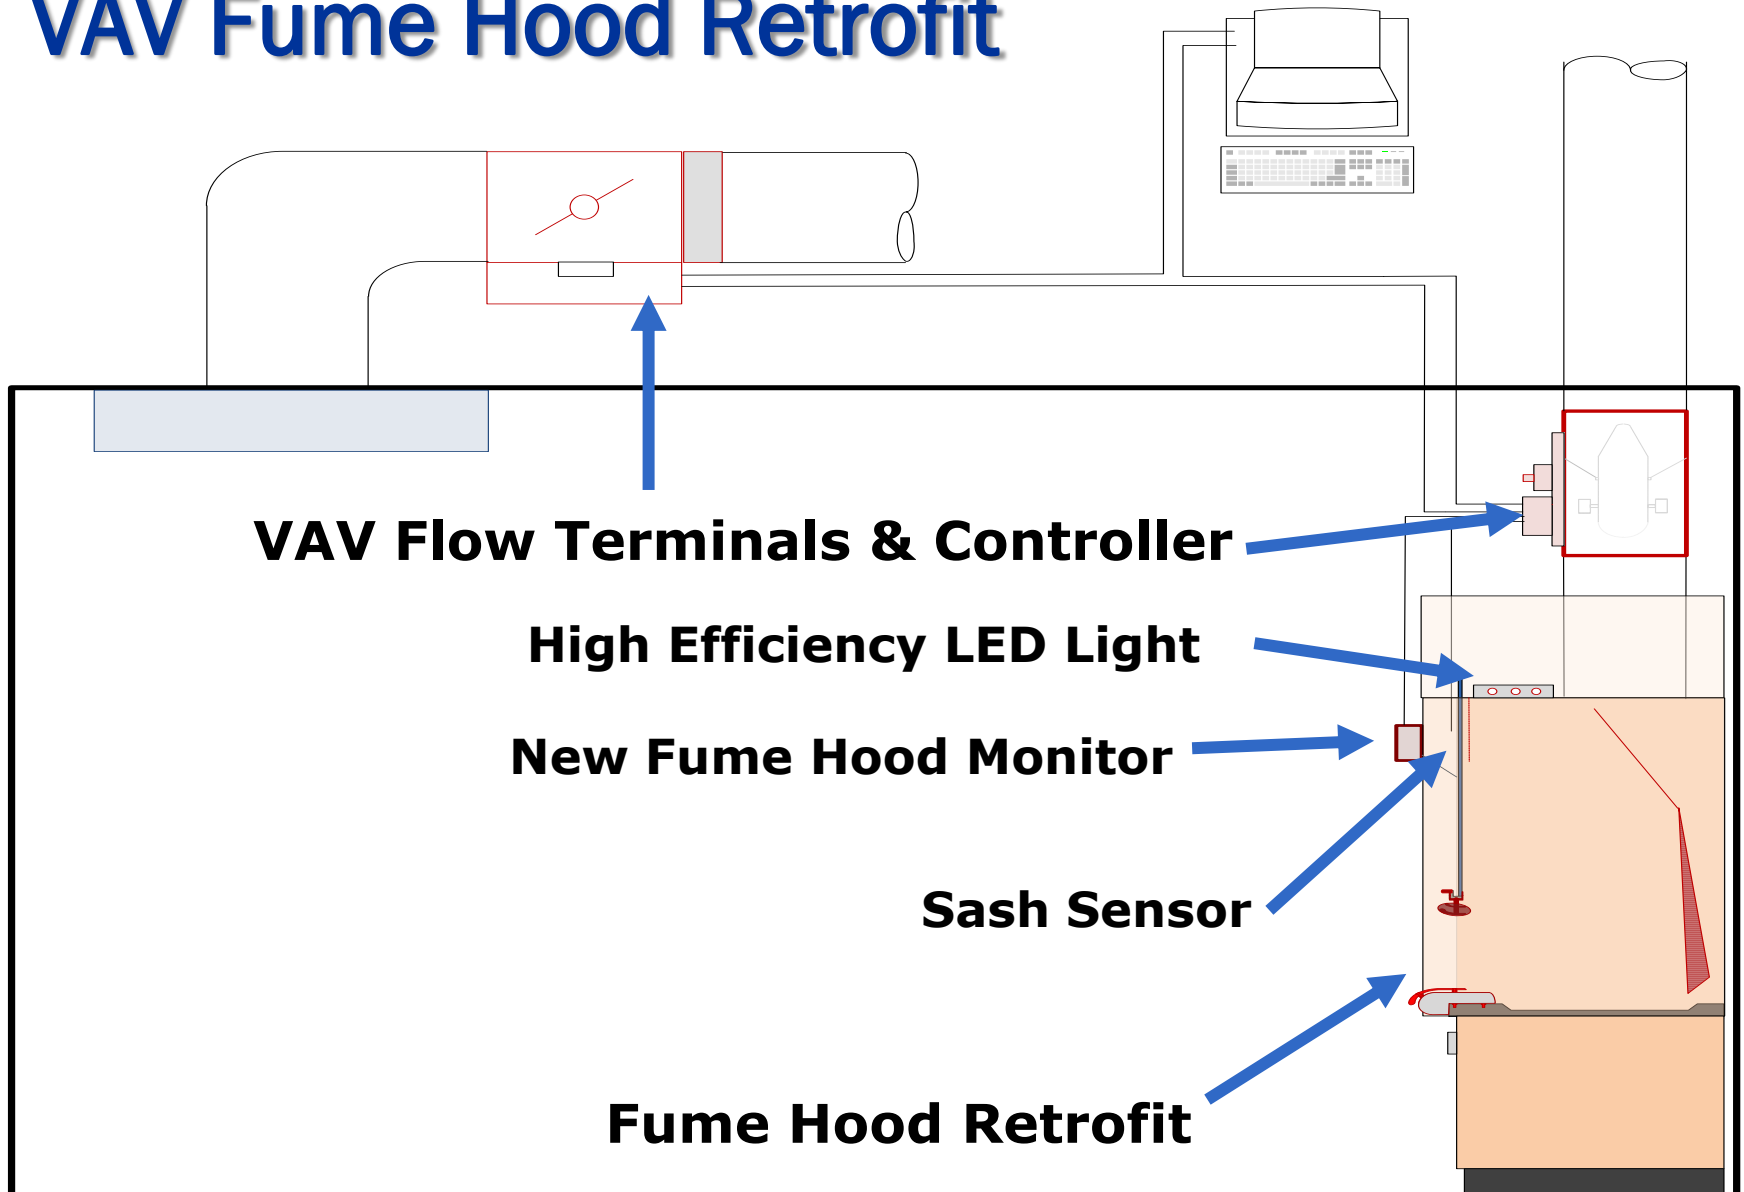 VAV Fume Hood Retrofit
VAV Flow Terminals & Controller
High Efficiency LED Light
New Fume Hood Monitor
Sash Sensor
Fume Hood Retrofit